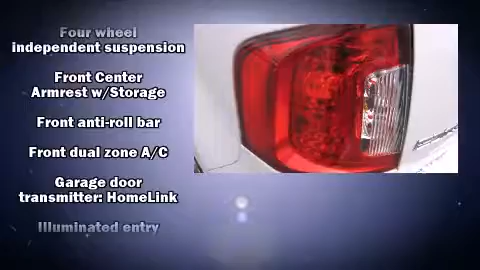 Four wheel
independent suspension
Front Center
Armrest w/Storage
Front anti-roll bar
Front dual zone A/C
Garage door
transmitter: HomeLink
Illuminated entry